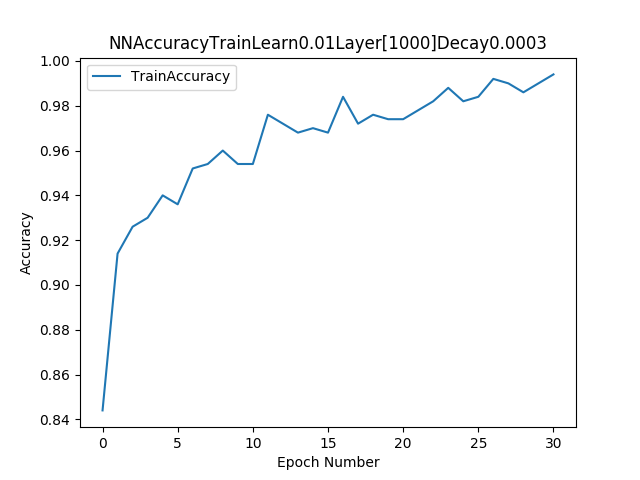 NNAccuracyTrainLearn0.01Layer[1000]Decay0.0003
TrainAccuracy
1.00
0.98
0.96
0.94
0.92
0.90
0.88
0.86
0.84
Accuracy
0 5 10 15 20 25 30
Epoch Number